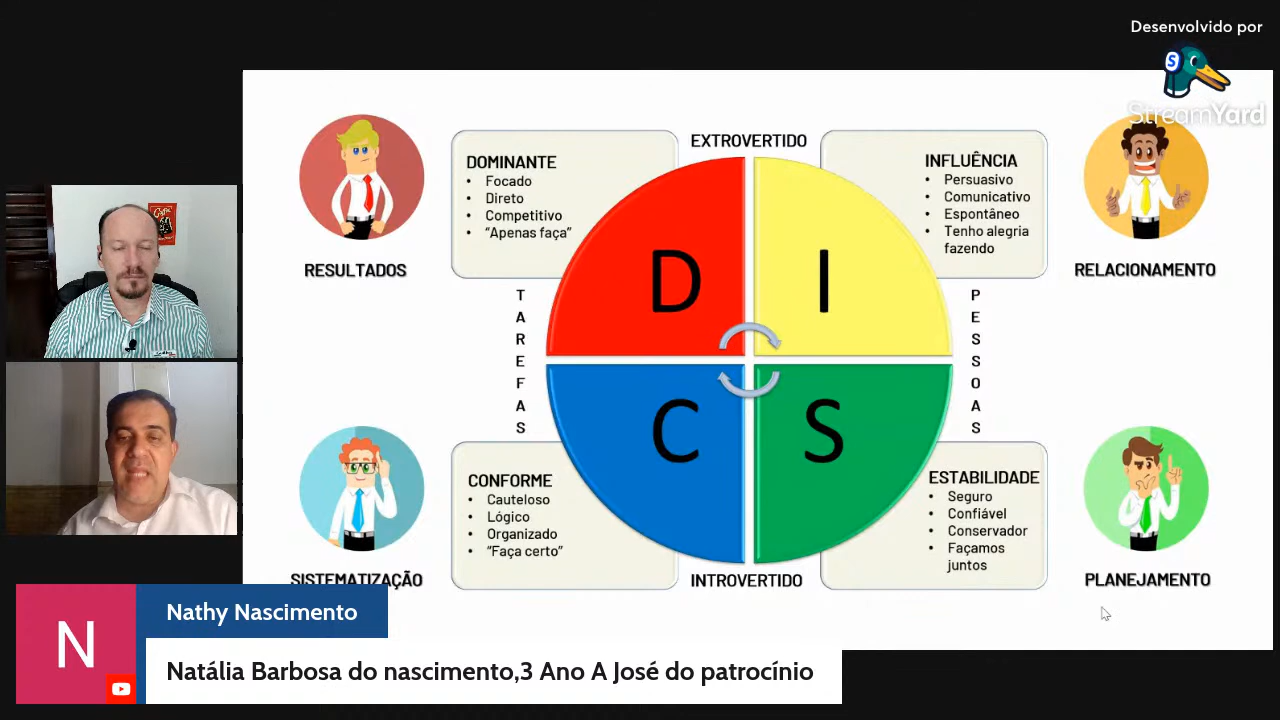 Desenvolvido por
S
StreamYard
EXTROVERTIDO
DOMINANTE
• Focado
• Direto
• Competitivo
• "Apenas faça"
INFLUÊNCIA
• Persuasivo
• Comunicativo
• Espontâneo
• Tenho alegria
fazendo
RESULTADOS
RELACIONAMENTO
D
I
TAREFAS
PESSOAS
C
S
CONFORME
• Cauteloso
• Lógico
• Organizado
• "Faça certo"
ESTABILIDADE
• Seguro
• Confiável
• Conservador
• Façamos
juntos
SISTEMATIZAÇÃO
INTROVERTIDO
PLANEJAMENTO
N
Nathy Nascimento
Natália Barbosa do nascimento,3 Ano A José do patrocínio